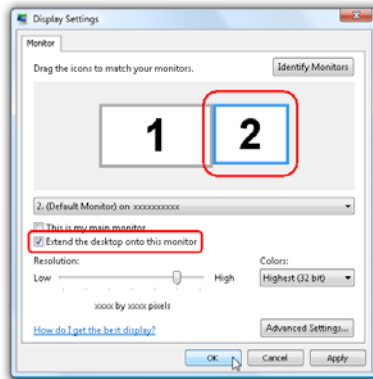 Display Settings
Monitor
Drag the icons to match your monitors.
Identify Monitors
1
2
2. (Default Monitor) on xxxxxxxxxx
This is my main monitor
Extend the desktop onto this monitor
Resolution:
Colors:
Low
High
Highest (32 bit)
xxxx by xxxx pixels
How do I get the best display?
Advanced Settings...
OK
Cancel
Apply